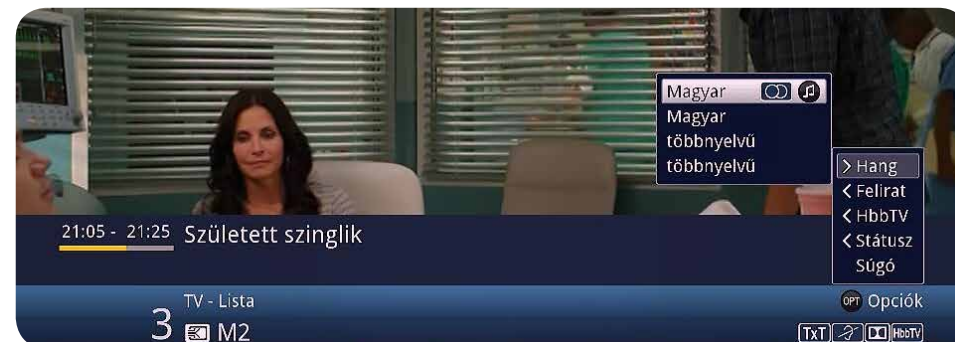 Magyar
Magyar
többnyelvű
többnyelvű
> Hang
< Felirat
< HbbTV
< Státusz
Súgó
21:05 - 21:25 Született szinglik
TV - Lista
OPT Opciók
3 M2
TxT HbbTV